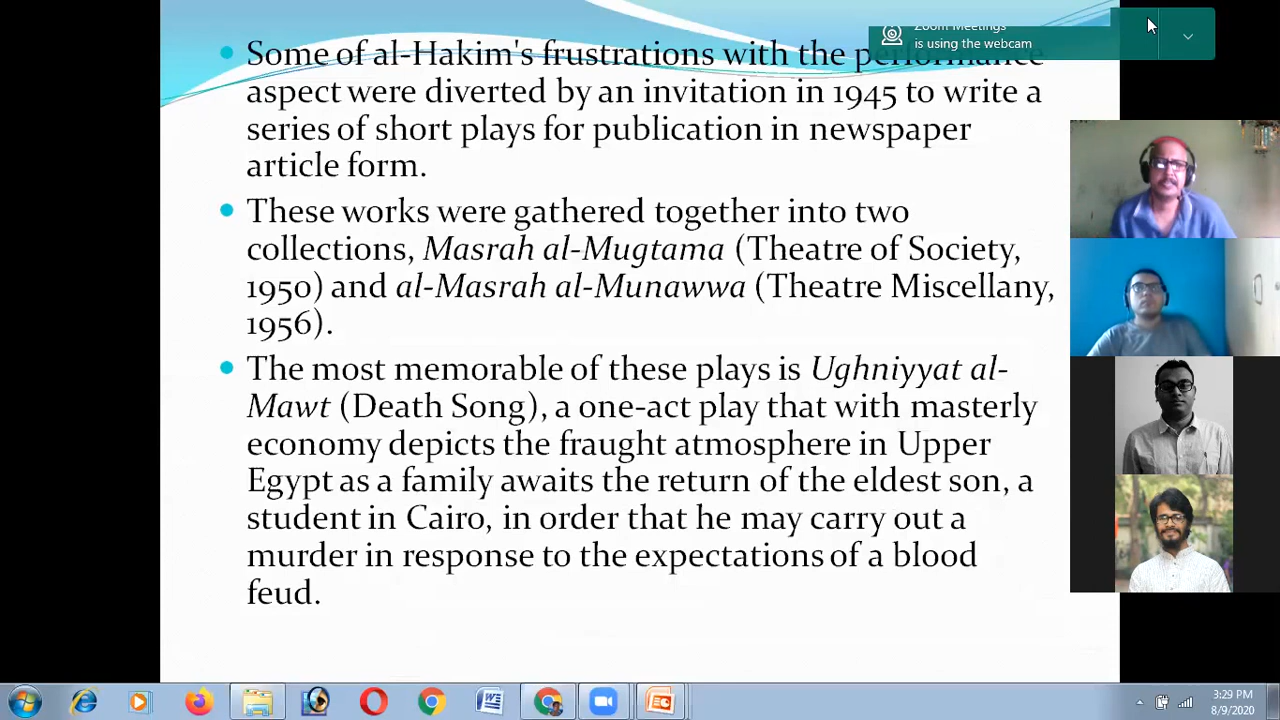 Zoom Meetings
is using the webcam
Some of al-Hakim's frustrations with the performance
aspect were diverted by an invitation in 1945 to write a
series of short plays for publication in newspaper
article form.
These works were gathered together into two
collections, Masrah al-Mugtama (Theatre of Society,
1950) and al-Masrah al-Munawwa (Theatre Miscellany,
1956).
The most memorable of these plays is Ughniyyat al-
Mawt (Death Song), a one-act play that with masterly
economy depicts the fraught atmosphere in Upper
Egypt as a family awaits the return of the eldest son, a
student in Cairo, in order that he may carry out a
murder in response to the expectations of a blood
feud.
3:29 PM
8/9/2020